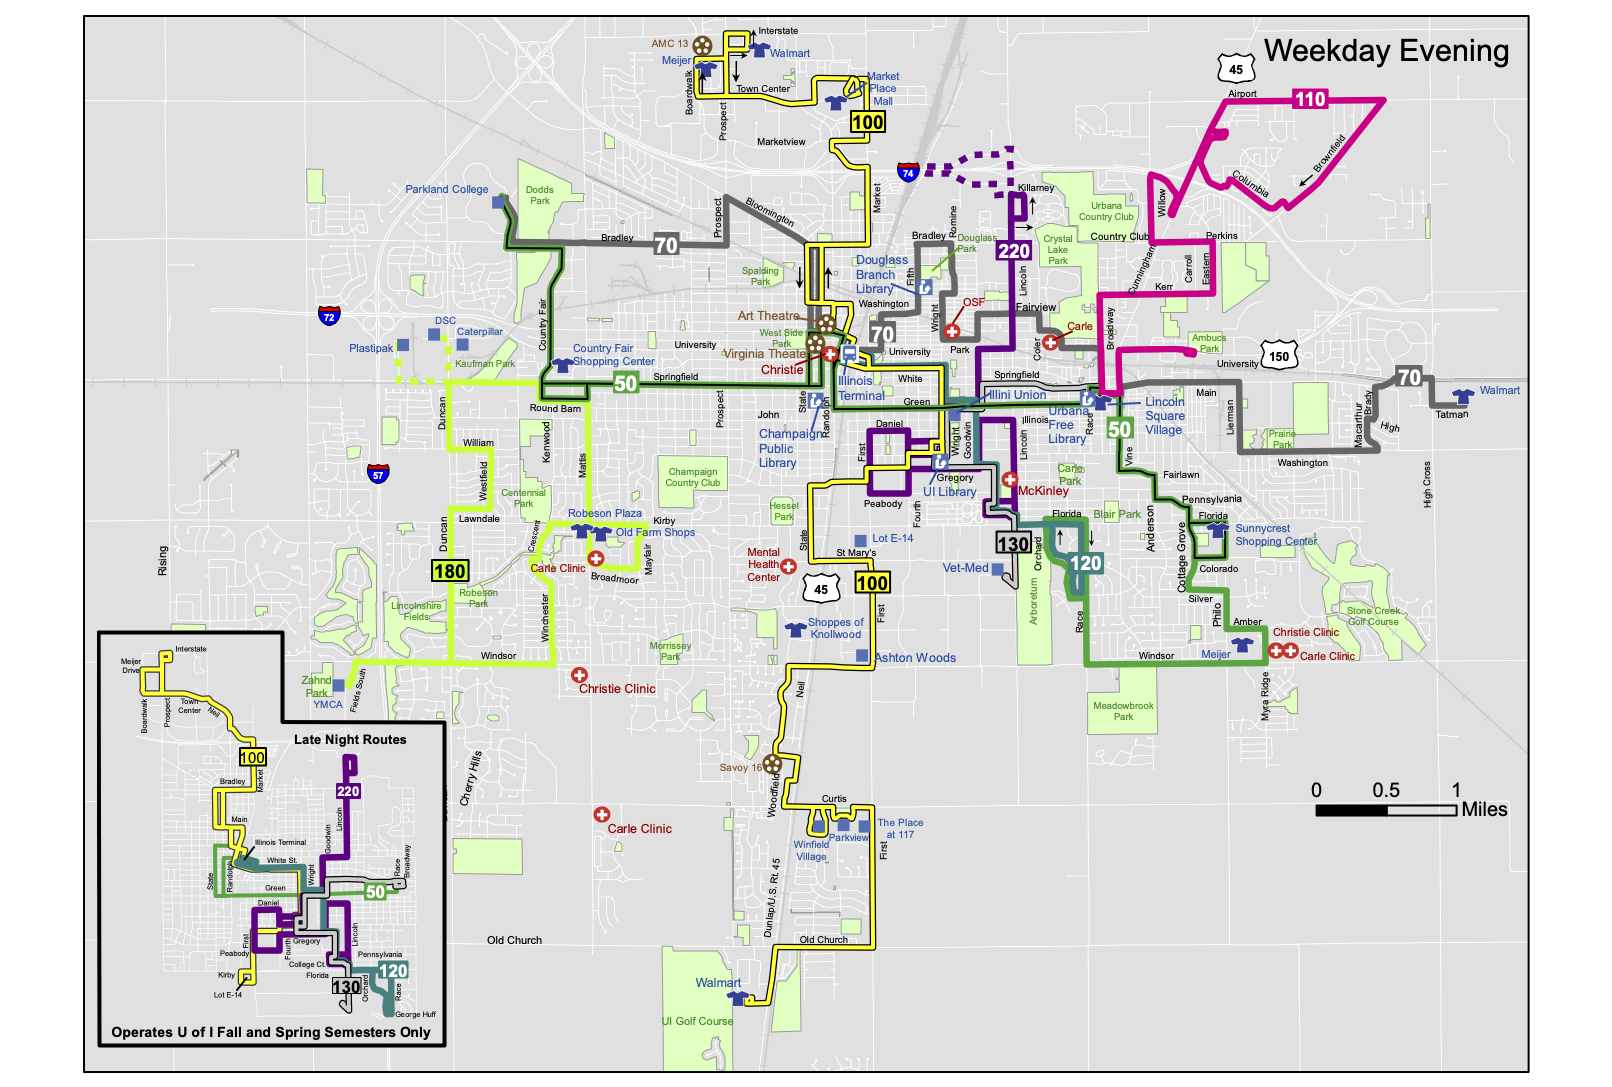 Weekday Evening
Interstate
AMC 13
Walmart
Meijer
Market
Place
Mall
Boardwalk
Town Center
Prospect
100
Marketview
45
Airport
110
Brownfield
Columbia
Willow
74
Killarney
Urbana
Country Club
Parkland College
Dodds
Park
Market
Prospect
Bloomington
Bradley
70
Bradley
Romine
Douglass
Park
220
Crystal
Lake
Park
Country Club
Perkins
Cunningham
Carroll
Eastern
Kerr
Spalding
Park
Douglass
Branch
Library
Fifth
Lincoln
Washington
Wright
OSF
Fairview
Carle
Coler
Broadway
72
DSC
Caterpillar
Plastipak
Kaufman Park
Country Fair
Country Fair
Shopping Center
University
Art Theatre
West Side
Park
Virginia Theatre
Christie
70
University
Park
Ambucs
Park
University
150
Springfield
50
Round Barn
Illinois
Terminal
White
Springfield
Illini Union
Green
Urbana
Free
Library
Race
Lincoln
Square
Village
Main
70
Walmart
Tatman
Brady
Macarthur
High
Lierman
Prairie
Park
Washington
Duncan
William
Kenwood
Mattis
Prospect
John
State
Randolph
Champaign
Public
Library
Daniel
First
Wright
Goodwin
Illinois
Lincoln
50
Vine
Fairlawn
Westfield
Centennial
Park
Champaign
Country Club
Gregory
UI Library
McKinley
Carle
Park
Pennsylvania
High Cross
Hessel
Park
Peabody
Fourth
Lawndale
Crescent
Robeson Plaza
Kirby
Old Farm Shops
Blair Park
Florida
Florida
Anderson
Sunnycrest
Shopping Center
Rising
Duncan
180
Carle Clinic
Broadmoor
Mayfair
Mental
Health
Center
State
Lot E-14
St Mary's
130
Orchard
120
Cottage Grove
Colorado
Vet-Med
Robeson
Park
Lincolnshire
Fields
Winchester
45
100
First
Arboretum
Race
Silver
Philo
Amber
Stone Creek
Golf Course
Shoppes of
Knollwood
Morrissey
Park
Ashton Woods
Windsor
Windsor
Meijer
Christie Clinic
Carle Clinic
Zahnd
Park
YMCA
Fields South
Christie Clinic
Neil
Meadowbrook
Park
Myra Ridge
57
Cherry Hills
Savoy 16
Woodfield
Curtis
Winfield
Village
Parkview
The Place
at 117
Carle Clinic
First
Dunlap/U.S. Rt. 45
Old Church
Old Church
Walmart
UI Golf Course
0
0.5
1
Miles
Interstate
Meijer
Drive
Boardwalk
Prospect
Town
Center
Neil
Late Night Routes
100
Bradley
Market
220
Lincoln
Main
Goodwin
Illinois Terminal
White St.
State
Randolph
Wright
Race
Broadway
Green
50
Daniel
First
Fourth
Gregory
Lincoln
Peabody
College Ct.
Pennsylvania
Kirby
Florida
120
Lot E-14
130
Orchard
Race
George Huff
Operates U of I Fall and Spring Semesters Only